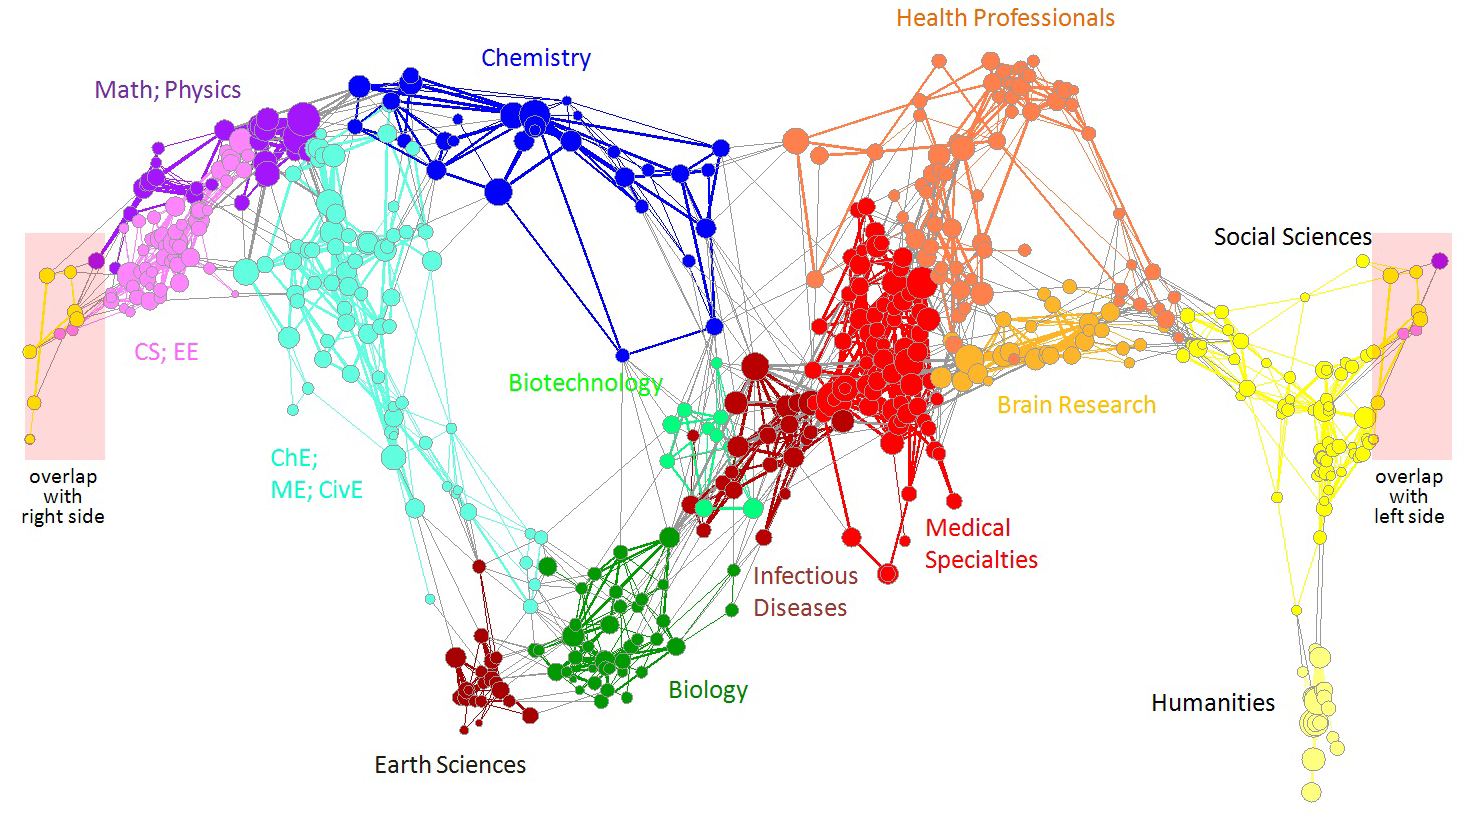 Health Professionals
Chemistry
Math; Physics
Social Sciences
CS; EE
Biotechnology
Brain Research
ChE;
ME; CivE
overlap
with
right side
overlap
with
left side
Medical
Specialties
Infectious
Diseases
Biology
Humanities
Earth Sciences